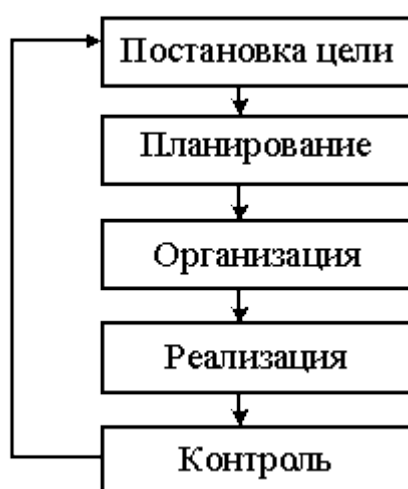 Постановка цели
Планирование
Организация
Реализация
Контроль